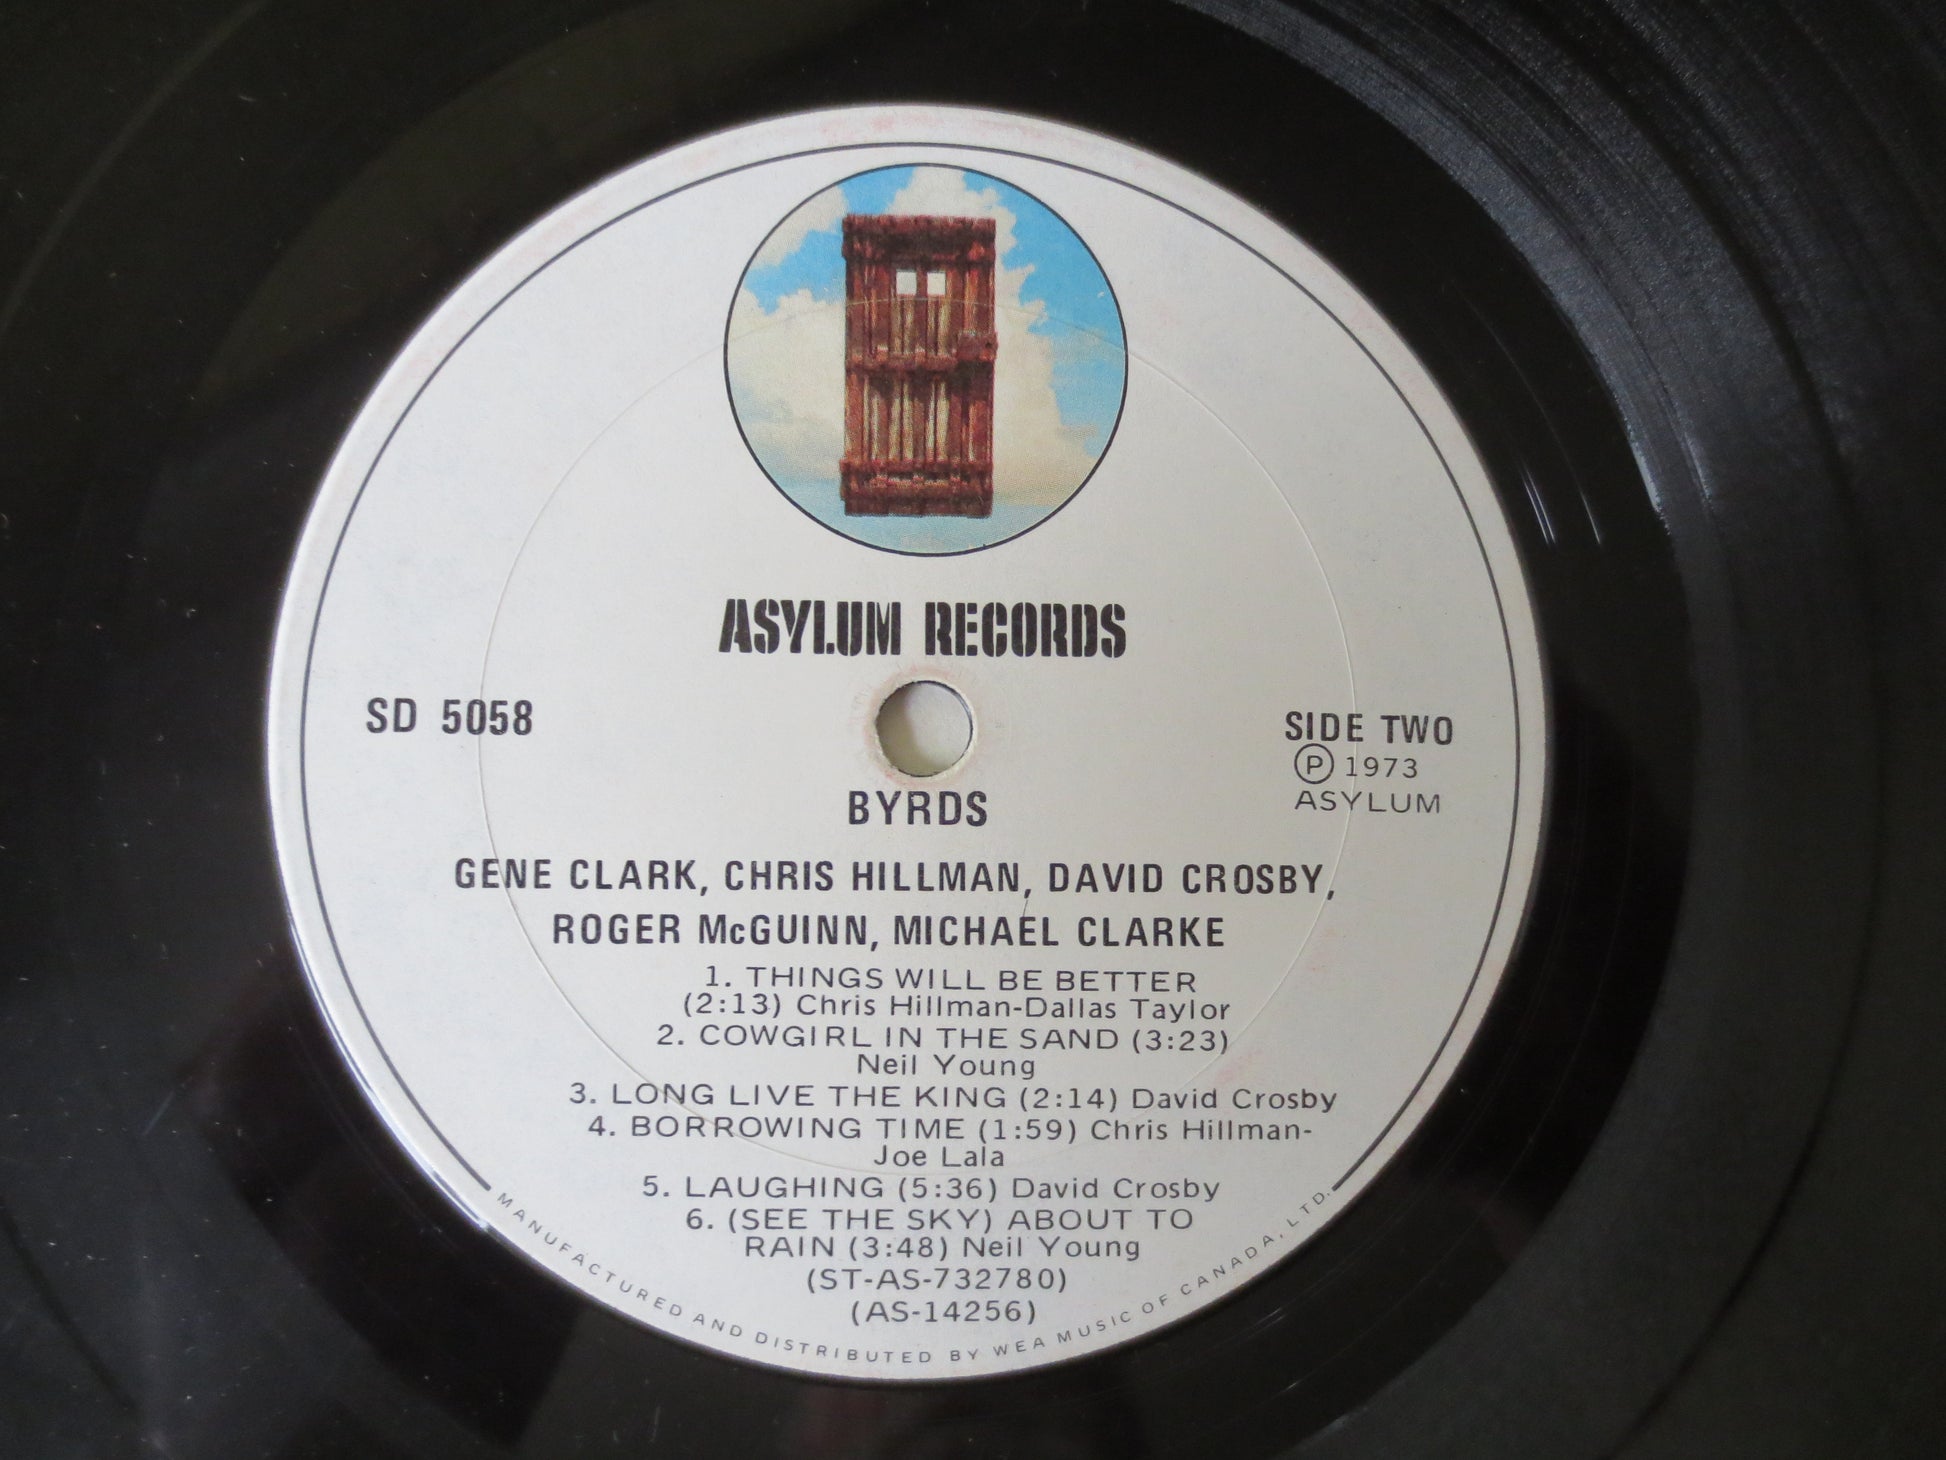 ASYLUM RECORDS
SD 5058
SIDE TWO
Ⓟ 1973
ASYLUM
BYRDS
GENE CLARK, CHRIS HILLMAN, DAVID CROSBY,
ROGER McGUINN, MICHAEL CLARKE
1. THINGS WILL BE BETTER
(2:13) Chris Hillman-Dallas Taylor
2. COWGIRL IN THE SAND (3:23)
Neil Young
3. LONG LIVE THE KING (2:14) David Crosby
4. BORROWING TIME (1:59) Chris Hillman-
Joe Lala
5. LAUGHING (5:36) David Crosby
6. (SEE THE SKY) ABOUT TO
RAIN (3:48) Neil Young
(ST-AS-732780)
(AS-14256)
MANUFACTURED AND DISTRIBUTED BY WEA MUSIC OF CANADA, LTD.